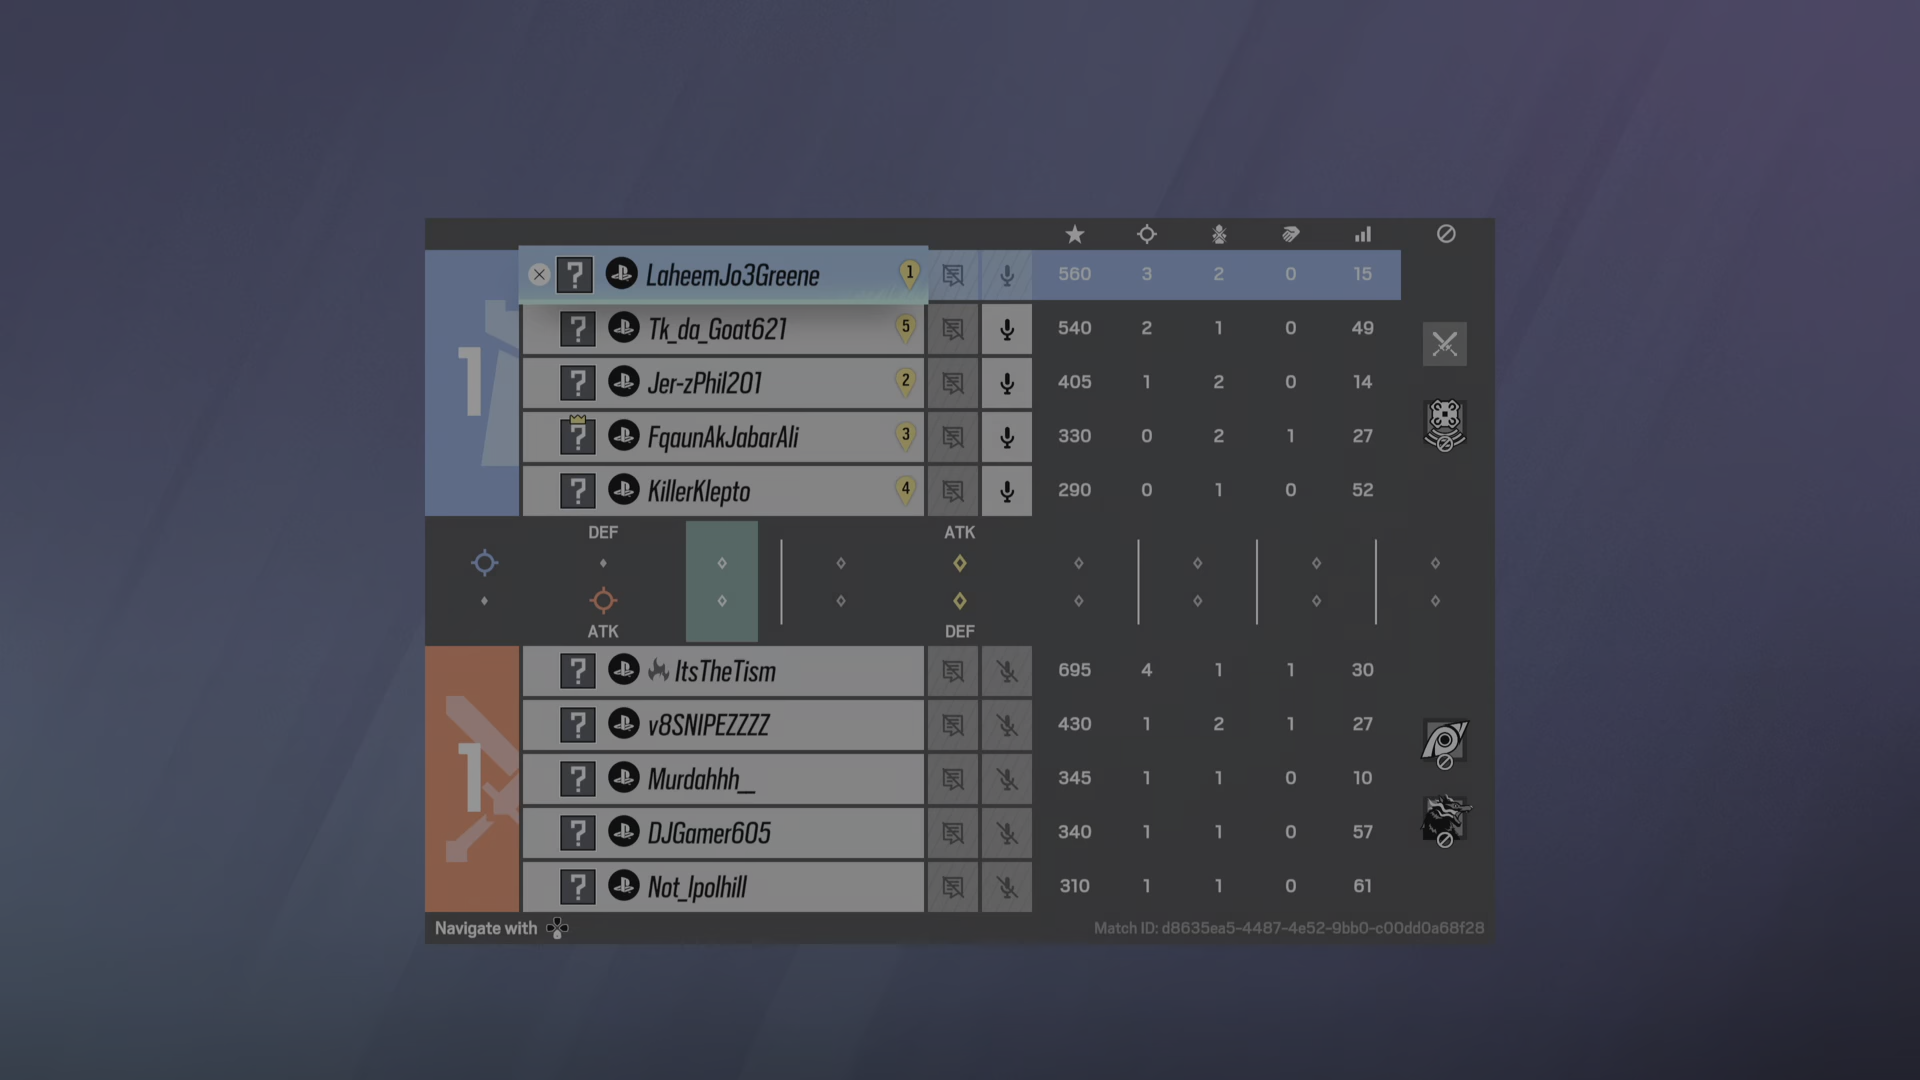 LaheemJo3Greene 1 560 3 2 0 15
Tk_da_Goat621 5 540 2 1 0 49
Jer-zPhil201 2 405 1 2 0 14
1
FqaunAkJabarAli 3 330 0 2 1 27
KillerKlepto 4 290 0 1 0 52
DEF ATK
ATK DEF
ItsTheTism 695 4 1 1 30
v8SNIPEZZZZ 430 1 2 1 27
1
Murdahhh__ 345 1 1 0 10
DJGamer605 340 1 1 0 57
Not_lpolhill 310 1 1 0 61
Navigate with
Match ID: d8635ea5-4487-4e52-9bb0-c00dd0a68f28